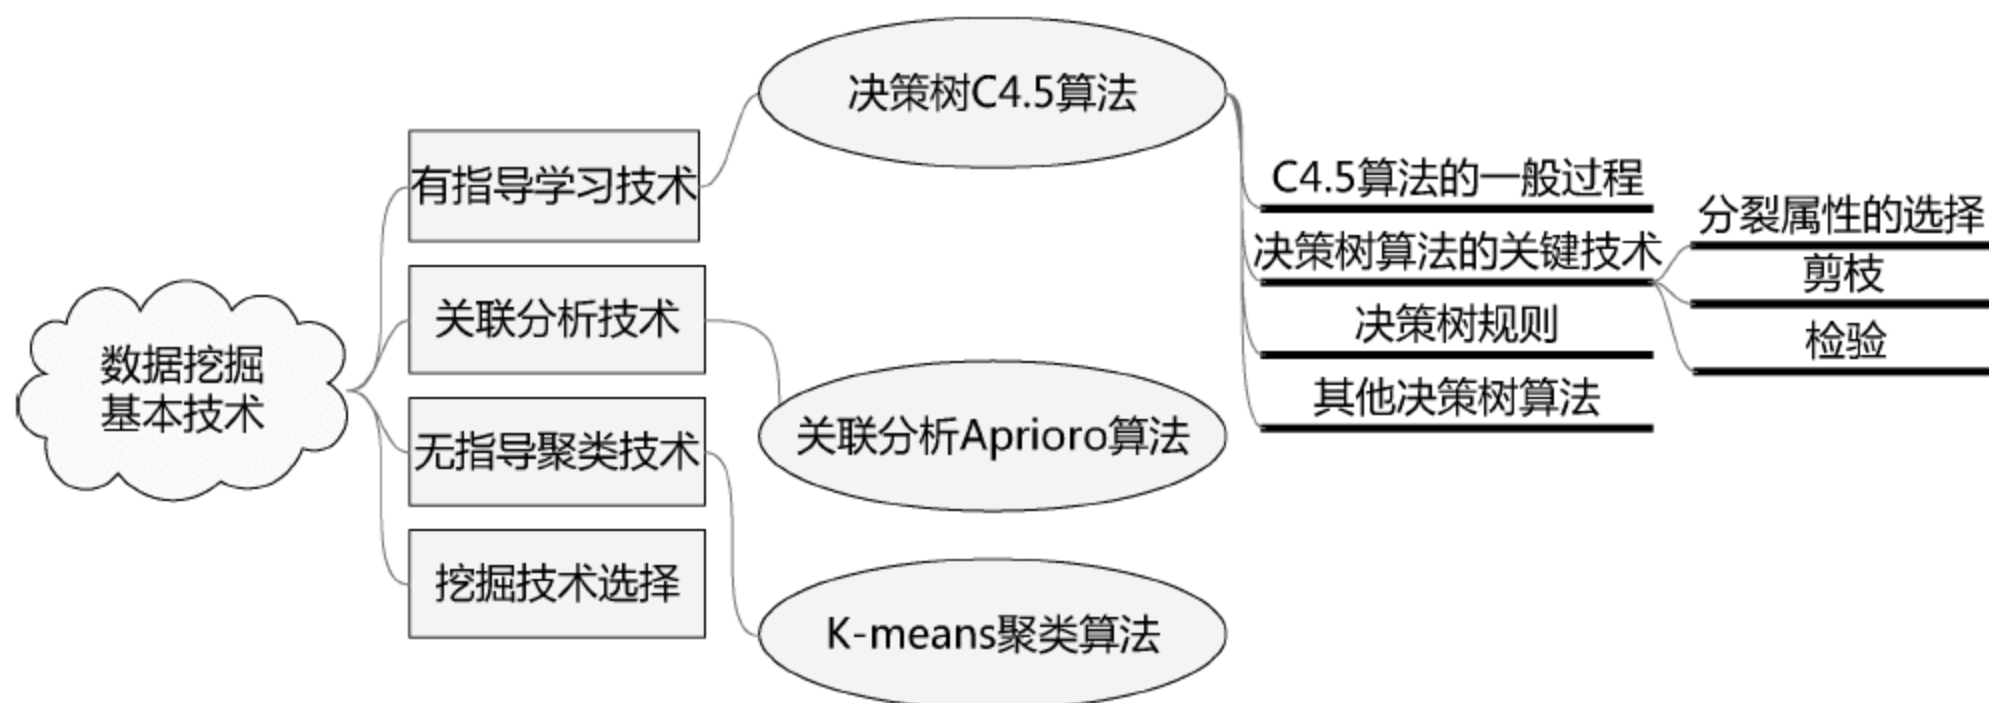 数据挖掘
基本技术
有指导学习技术
关联分析技术
无指导聚类技术
挖掘技术选择
决策树C4.5算法
关联分析Aprioro算法
K-means聚类算法
C4.5算法的一般过程
决策树算法的关键技术
决策树规则
其他决策树算法
分裂属性的选择
剪枝
检验